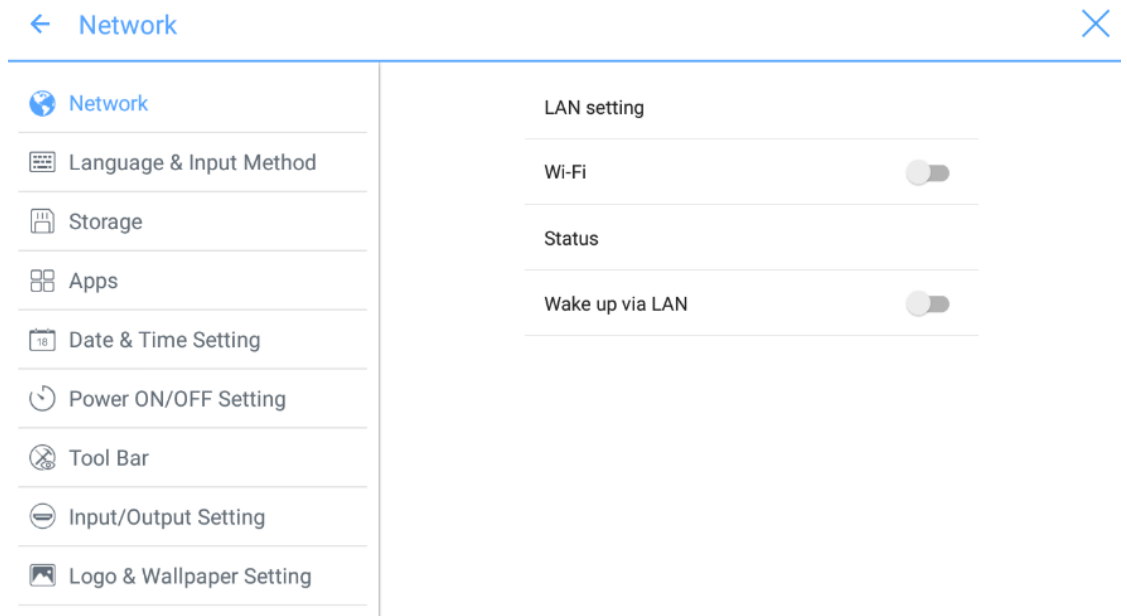 Network
Network
Language & Input Method
Storage
Apps
18
Date & Time Setting
Power ON/OFF Setting
Tool Bar
Input/Output Setting
Logo & Wallpaper Setting
LAN setting
Wi-Fi
Status
Wake up via LAN